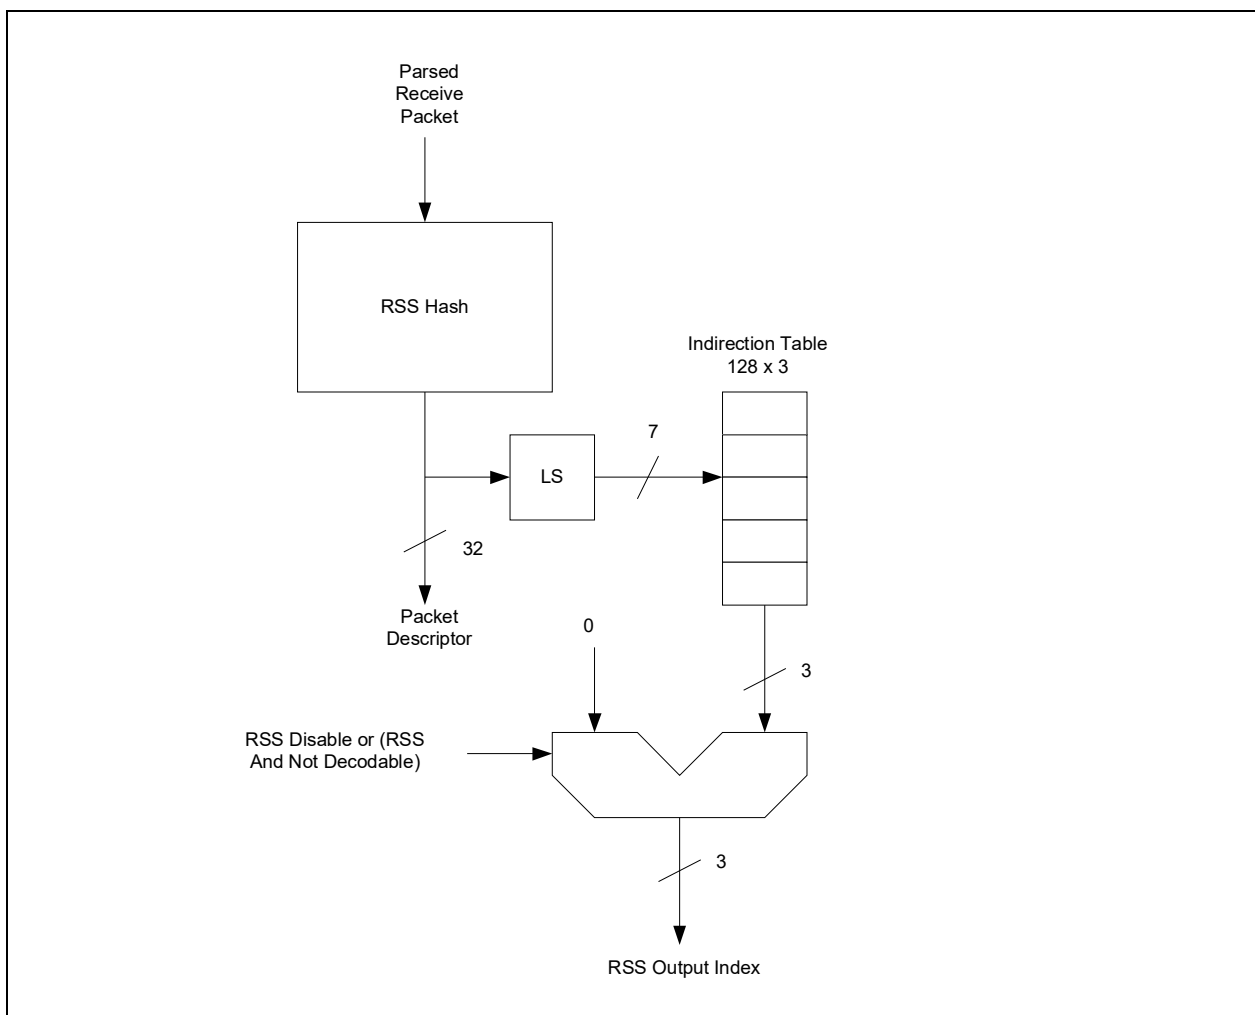 Parsed
Receive
Packet
RSS Hash
Indirection Table
128 x 3
7
LS
32
Packet
Descriptor
0
3
RSS Disable or (RSS
And Not Decodable)
3
RSS Output Index